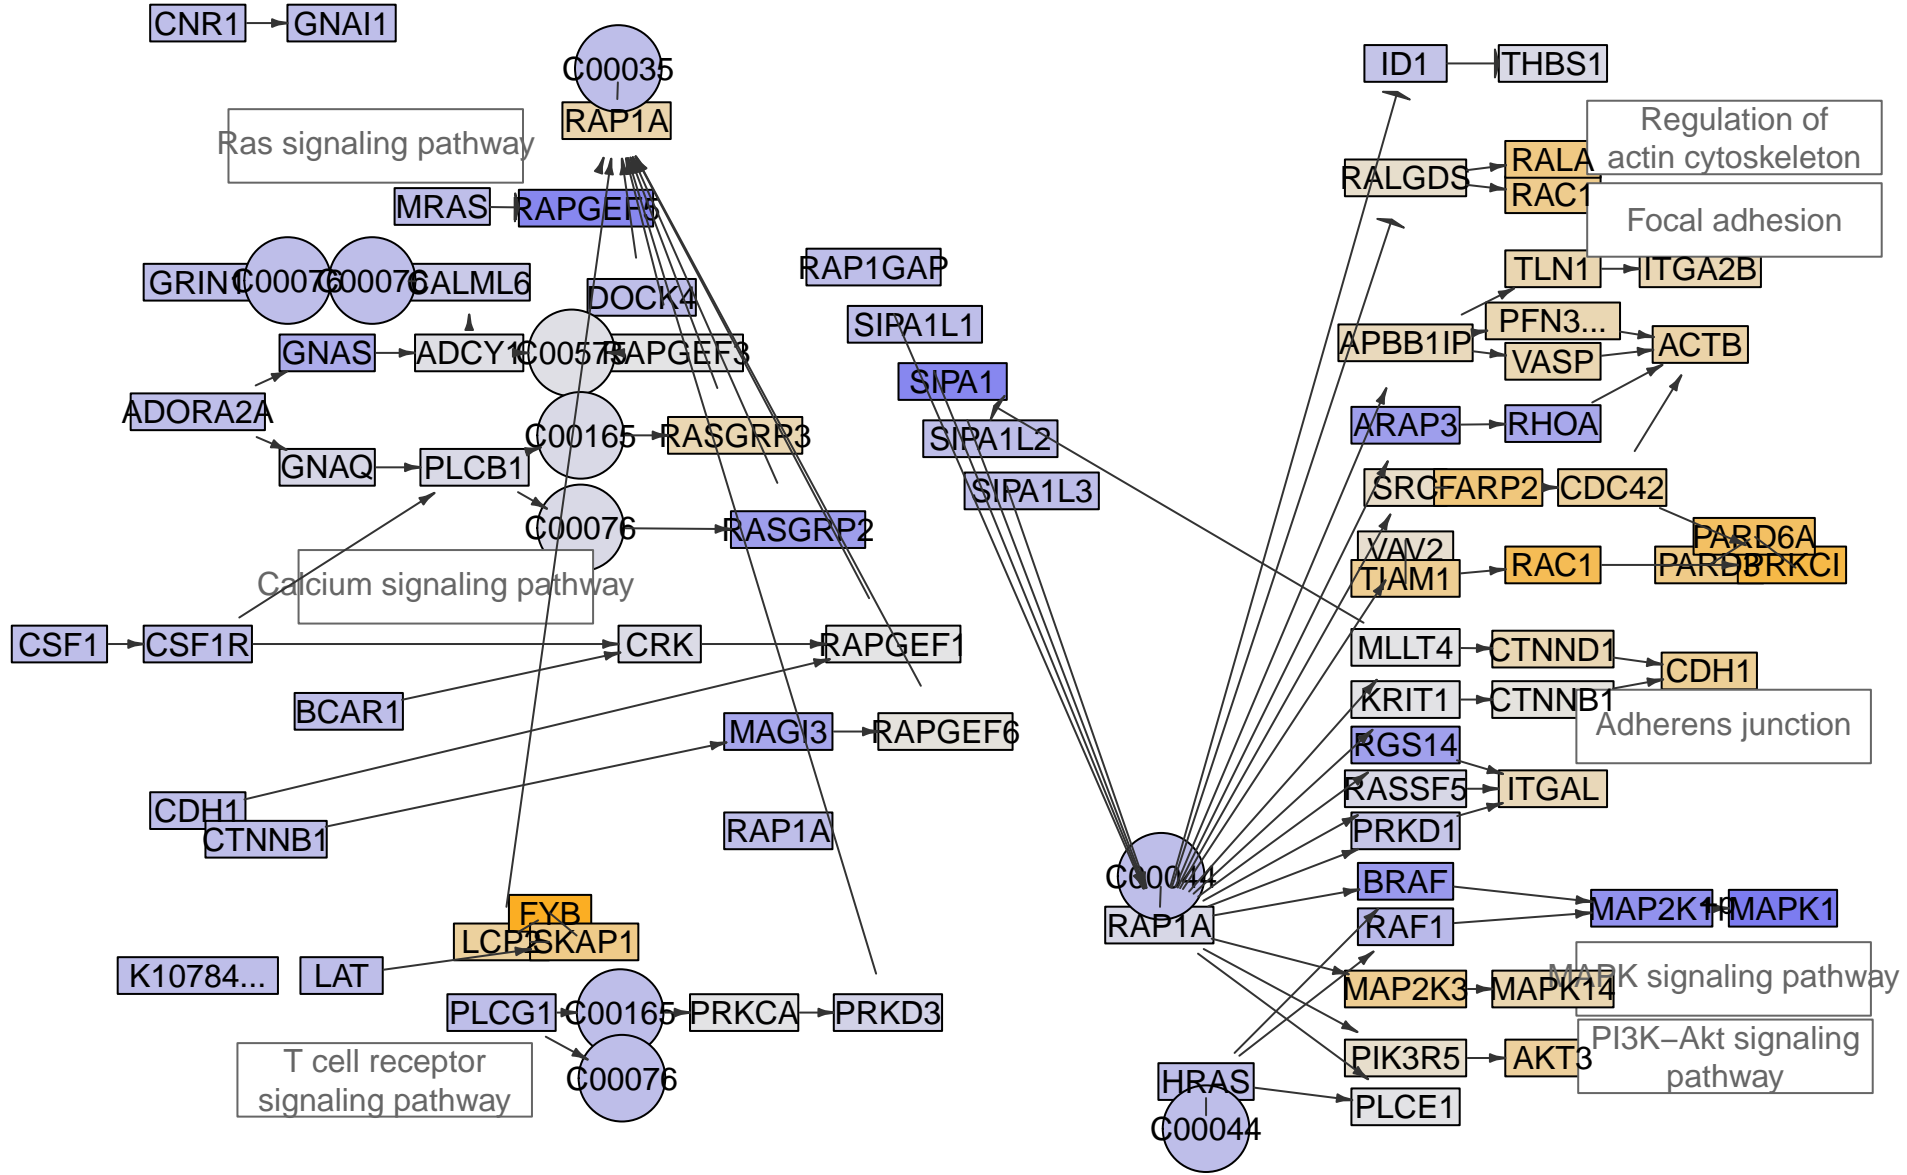 CNR1
GNAI1
C00035
RAP1A
Ras signaling pathway
MRAS
RAPGEF5
GRIN1
C00076
C00076
CALML6
DOCK4
GNAS
ADCY1
C00575
RAPGEF3
ADORA2A
GNAQ
PLCB1
C00165
RASGRP3
C00076
RASGRP2
Calcium signaling pathway
CSF1
CSF1R
CRK
RAPGEF1
BCAR1
MAGI3
RAPGEF6
CDH1
CTNNB1
RAP1A
FYB
LCP2
SKAP1
K10784...
LAT
PLCG1
C00165
PRKCA
PRKD3
T cell receptor
signaling pathway
C00076
RAP1GAP
SIPA1L1
SIPA1
SIPA1L2
SIPA1L3
C00044
RAP1A
HRAS
C00044
ID1
THBS1
Regulation of
actin cytoskeleton
RALGDS
RALA
RAC1
Focal adhesion
TLN1
ITGA2B
APBB1IP
PFN3...
VASP
ACTB
ARAP3
RHOA
SRC
FARP2
CDC42
VAV2
TIAM1
RAC1
PARD6A
PARD3
PRKCI
MLLT4
CTNND1
CDH1
KRIT1
CTNNB1
Adherens junction
RGS14
RASSF5
ITGAL
PRKD1
BRAF
RAF1
MAP2K1
MAPK1
MAP2K3
MAPK14
MAPK signaling pathway
PIK3R5
AKT3
PI3K−Akt signaling
pathway
PLCE1